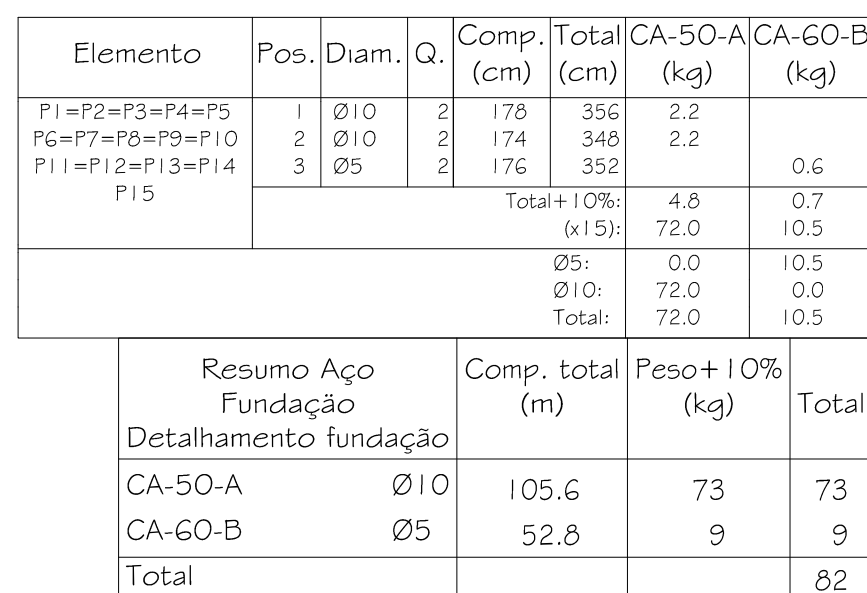 Elemento Pos. Diam. Q. Comp. (cm) Total (cm) CA-50-A (kg) CA-60-B (kg)
P1=P2=P3=P4=P5 1 Ø10 2 178 356 2.2
P6=P7=P8=P9=P10 2 Ø10 2 174 348 2.2
P11=P12=P13=P14 3 Ø5 2 176 352 0.6
P15
Total+10%: 4.8 0.7
(x15): 72.0 10.5
Ø5: 0.0 10.5
Ø10: 72.0 0.0
Total: 72.0 10.5
Resumo Aço
Fundaçäo
Detalhamento fundação
Comp. total
(m)
Peso+10%
(kg)
Total
CA-50-A Ø10 105.6 73 73
CA-60-B Ø5 52.8 9 9
Total 82